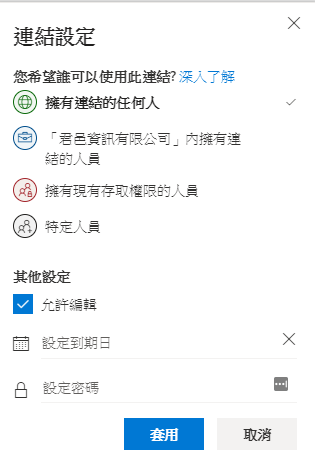 連結設定
您希望誰可以使用此連結? 深入了解
擁有連結的任何人
「君邑資訊有限公司」內擁有連
結的人員
擁有現有存取權限的人員
特定人員
其他設定
允許編輯
設定到期日
設定密碼
套用
取消